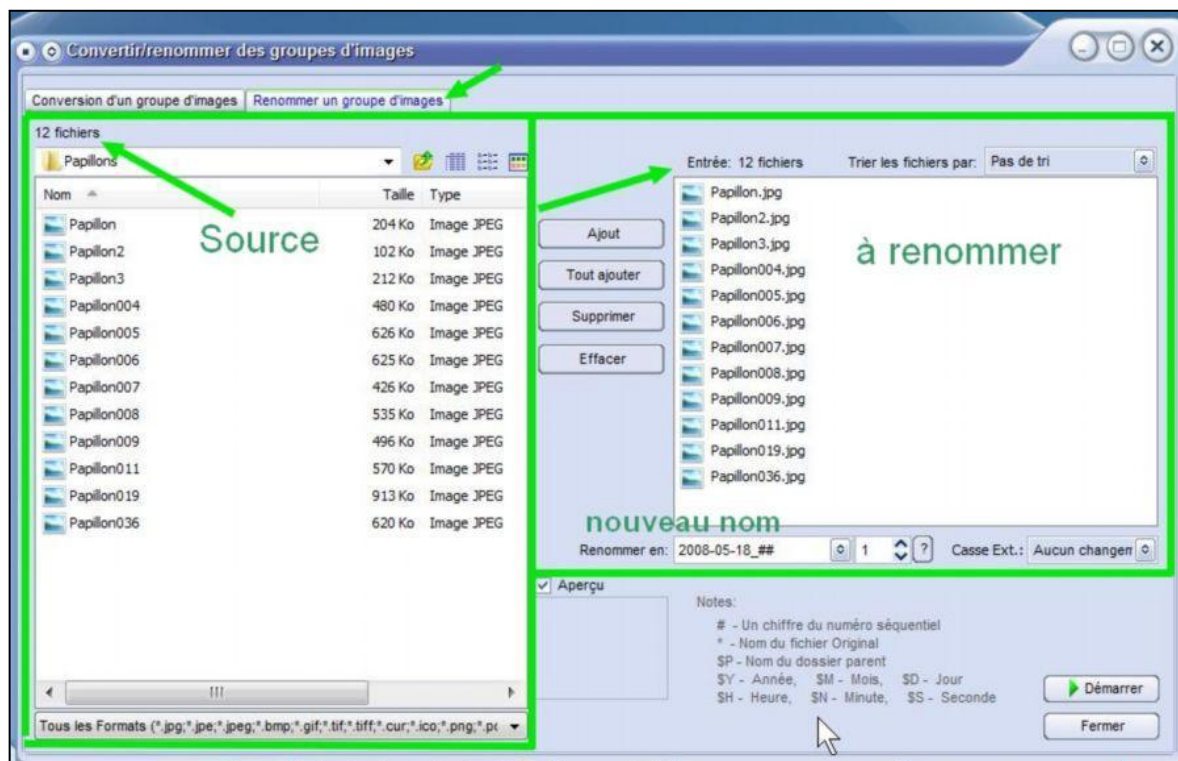 Convertir/renommer des groupes d'images
Conversion d'un groupe d'images
Renommer un groupe d'images
12 fichiers
Papillons
Nom Taille Type
Papillon 204 Ko Image JPEG
Papillon2 102 Ko Image JPEG
Papillon3 212 Ko Image JPEG
Papillon004 480 Ko Image JPEG
Papillon005 626 Ko Image JPEG
Papillon006 625 Ko Image JPEG
Papillon007 426 Ko Image JPEG
Papillon008 535 Ko Image JPEG
Papillon009 496 Ko Image JPEG
Papillon011 570 Ko Image JPEG
Papillon019 913 Ko Image JPEG
Papillon036 620 Ko Image JPEG
Source
Tous les Formats (*.jpg;*.jpe;*.jpeg;*.bmp;*.gif;*.tif;*.tiff;*.cur;*.ico;*.png;*.pc
Ajout
Tout ajouter
Supprimer
Effacer
Entrée: 12 fichiers Trier les fichiers par: Pas de tri
Papillon.jpg
Papillon2.jpg
Papillon3.jpg
Papillon004.jpg
Papillon005.jpg
Papillon006.jpg
Papillon007.jpg
Papillon008.jpg
Papillon009.jpg
Papillon011.jpg
Papillon019.jpg
Papillon036.jpg
à renommer
nouveau nom
Renommer en: 2008-05-18_## 1 ? Casse Ext.: Aucun changem
Aperçu
Notes:
# - Un chiffre du numéro séquentiel
* - Nom du fichier Original
$P - Nom du dossier parent
$Y - Année, $M - Mois, $D - Jour
$H - Heure, $N - Minute, $S - Seconde
Démarrer
Fermer